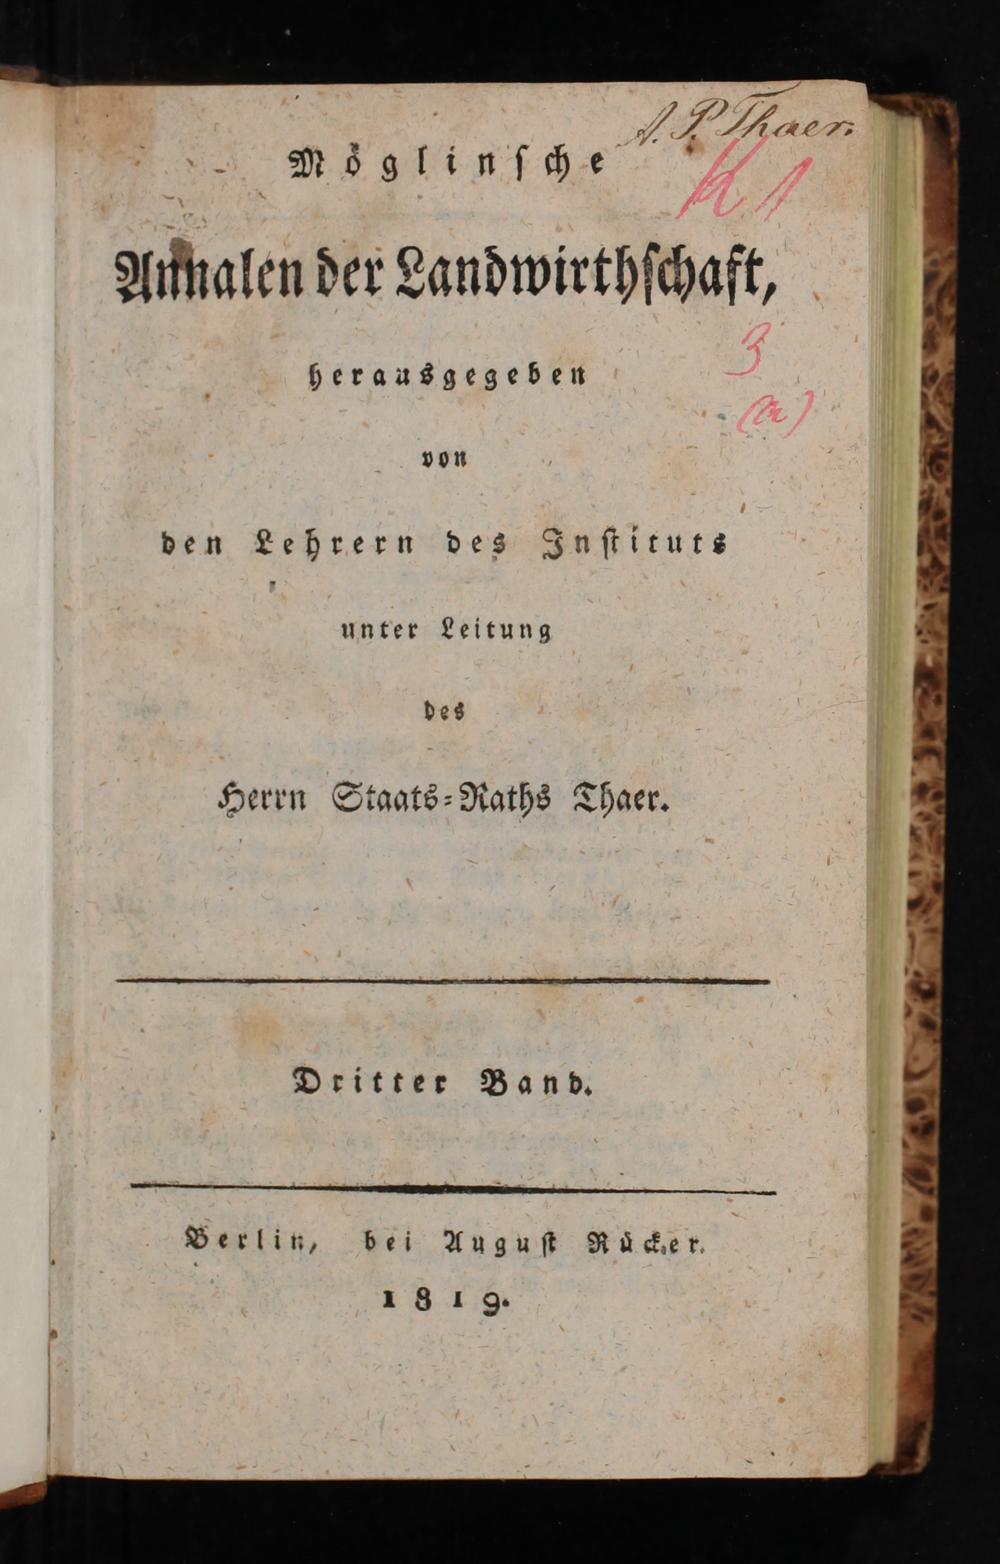 A. P. Thaer.
Möglinſche
K 1
Annalen der Landwirthſchaft,
3
herausgegeben
(a)
von
den Lehrern des Inſtituts
unter Leitung
des
Herrn Staats-Raths Thaer.
Dritter Band.
Berlin, bei Auguſt Rücker.
1819.